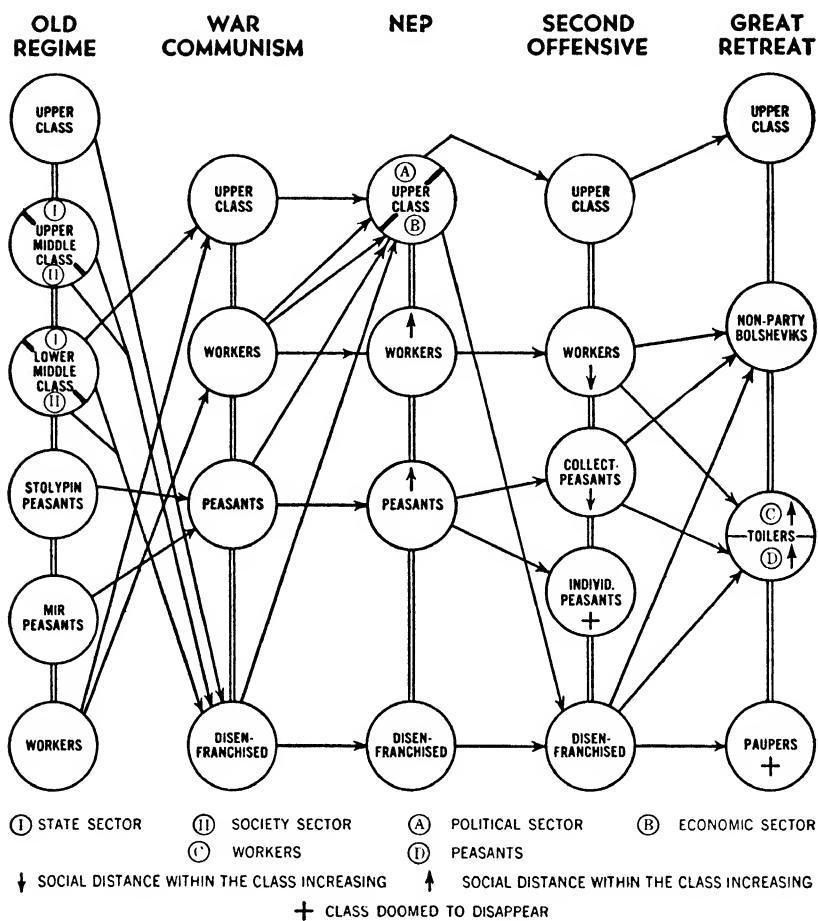 OLD
REGIME
WAR
COMMUNISM
NEP
SECOND
OFFENSIVE
GREAT
RETREAT
UPPER
CLASS
I
UPPER
MIDDLE
CLASS
II
I
LOWER
MIDDLE
CLASS
II
STOLYPIN
PEASANTS
MIR
PEASANTS
WORKERS
UPPER
CLASS
WORKERS
PEASANTS
DISEN-
FRANCHISED
A
UPPER
CLASS
B
WORKERS
PEASANTS
DISEN-
FRANCHISED
UPPER
CLASS
WORKERS
COLLECT.
PEASANTS
INDIVID.
PEASANTS
DISEN-
FRANCHISED
UPPER
CLASS
NON-PARTY
BOLSHEVIKS
C
TOILERS
D
PAUPERS
I STATE SECTOR II SOCIETY SECTOR A POLITICAL SECTOR B ECONOMIC SECTOR
C WORKERS D PEASANTS
SOCIAL DISTANCE WITHIN THE CLASS INCREASING SOCIAL DISTANCE WITHIN THE CLASS INCREASING
CLASS DOOMED TO DISAPPEAR